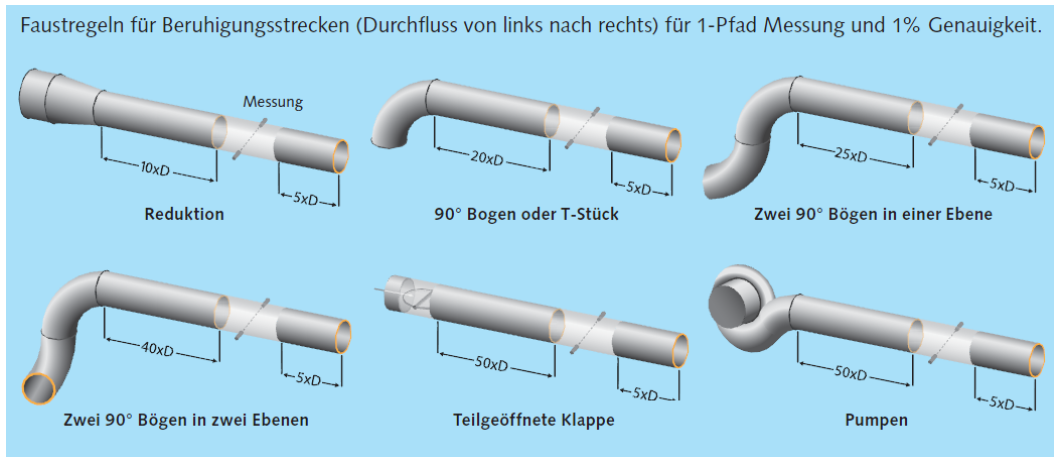 Faustregeln für Beruhigungsstrecken (Durchfluss von links nach rechts) für 1-Pfad Messung und 1% Genauigkeit.
Messung
10xD
5xD
Reduktion
20xD
5xD
90° Bogen oder T-Stück
25xD
5xD
Zwei 90° Bögen in einer Ebene
40xD
5xD
Zwei 90° Bögen in zwei Ebenen
50xD
5xD
Teilgeöffnete Klappe
50xD
5xD
Pumpen